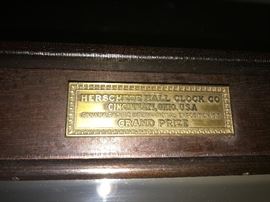 HERSCHEDE HALL CLOCK CO
CINCINNATI, OHIO. U.S.A
GRAND PRIZE